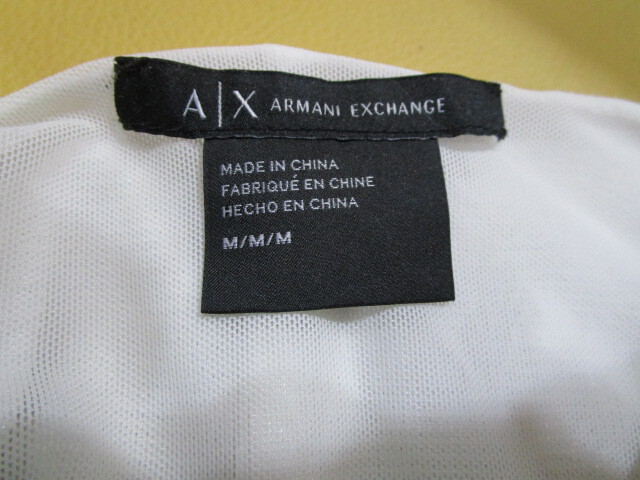 A|X ARMANI EXCHANGE
MADE IN CHINA
FABRIQUÉ EN CHINE
HECHO EN CHINA
M/M/M